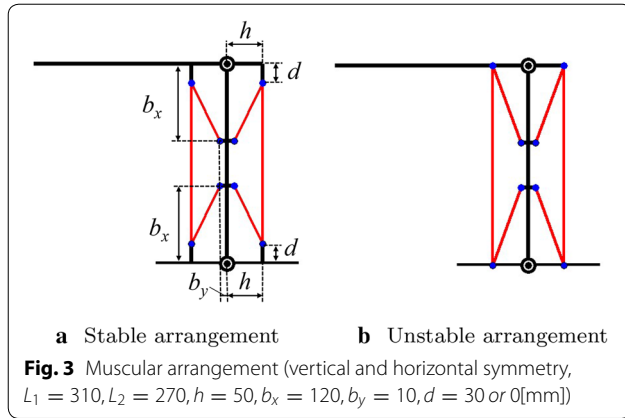 h
d
b_x
b_x
d
b_y
h
a Stable arrangement
b Unstable arrangement
Fig. 3 Muscular arrangement (vertical and horizontal symmetry,
L_1 = 310, L_2 = 270, h = 50, b_x = 120, b_y = 10, d = 30 or 0[mm])